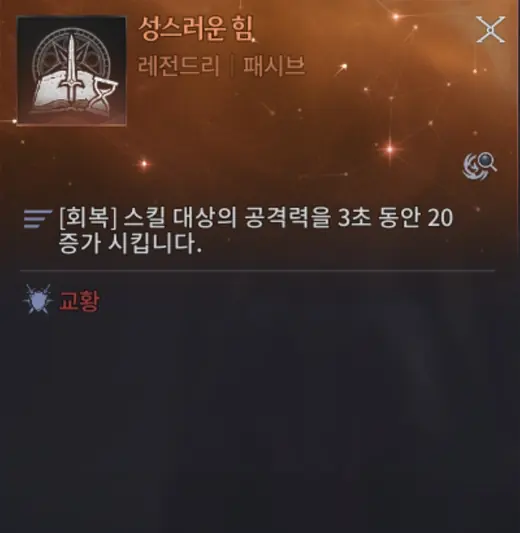 성스러운 힘
레전드리 | 패시브
[회복] 스킬 대상의 공격력을 3초 동안 20
증가 시킵니다.
교황